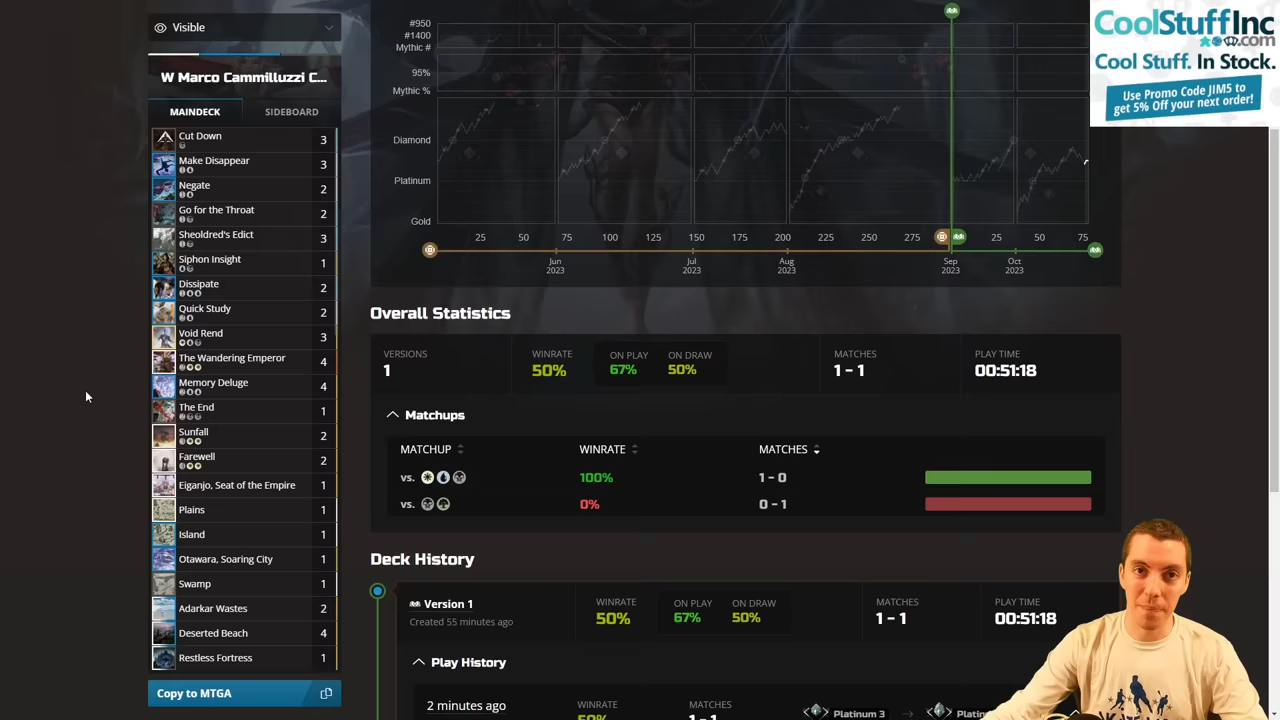 Visible
W Marco Cammilluzzi C...
MAINDECK SIDEBOARD
Cut Down 3
Make Disappear 3
Negate 2
Go for the Throat 2
Sheoldred's Edict 3
Siphon Insight 1
Dissipate 2
Quick Study 2
Void Rend 3
The Wandering Emperor 4
Memory Deluge 4
The End 1
Sunfall 2
Farewell 2
Eiganjo, Seat of the Empire 1
Plains 1
Island 1
Otawara, Soaring City 1
Swamp 1
Adarkar Wastes 2
Deserted Beach 4
Restless Fortress 1
Copy to MTGA
#950
#1400
Mythic #
95%
Mythic %
Diamond
Platinum
Gold
25 50 75 100 125 150 175 200 225 250 275 25 50 75
Jun 2023 Jul 2023 Aug 2023 Sep 2023 Oct 2023
Overall Statistics
VERSIONS WINRATE ON PLAY ON DRAW MATCHES PLAY TIME
1 50% 67% 50% 1 - 1 00:51:18
Matchups
MATCHUP WINRATE MATCHES
vs. 100% 1 - 0
vs. 0% 0 - 1
Deck History
Version 1 WINRATE ON PLAY ON DRAW MATCHES PLAY TIME
Created 55 minutes ago 50% 67% 50% 1 - 1 00:51:18
Play History
2 minutes ago WINRATE MATCHES
50% 1 - 1 Platinum 3
CoolStuffInc
.com
Cool Stuff. In Stock.
Use Promo Code JIM5 to
get 5% Off your next order!